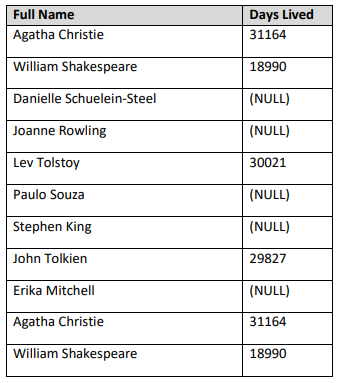 Full Name Days Lived
Agatha Christie 31164
William Shakespeare 18990
Danielle Schuelein-Steel (NULL)
Joanne Rowling (NULL)
Lev Tolstoy 30021
Paulo Souza (NULL)
Stephen King (NULL)
John Tolkien 29827
Erika Mitchell (NULL)
Agatha Christie 31164
William Shakespeare 18990